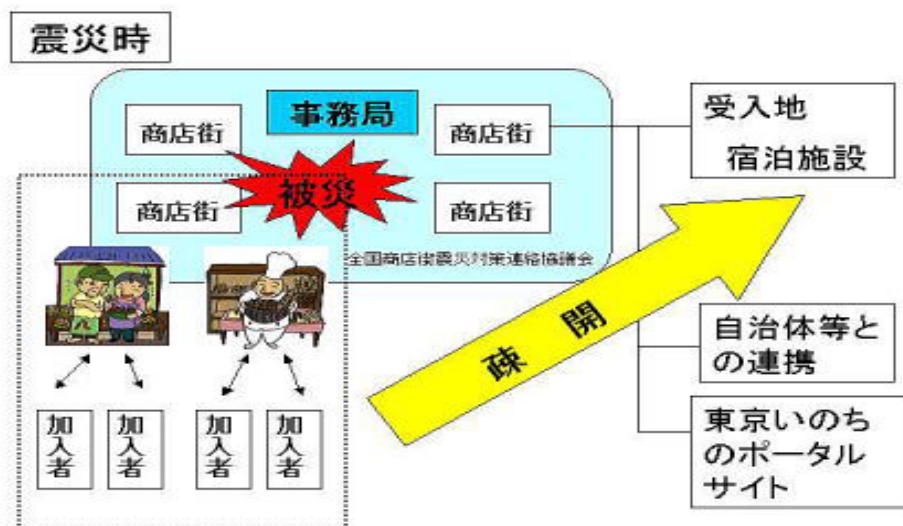 震災時
事務局
商店街
商店街
被災
商店街
商店街
全国商店街震災対策連絡協議会
受入地
宿泊施設
疎開
自治体等と
の連携
東京いのち
のポータル
サイト
加入者
加入者
加入者
加入者